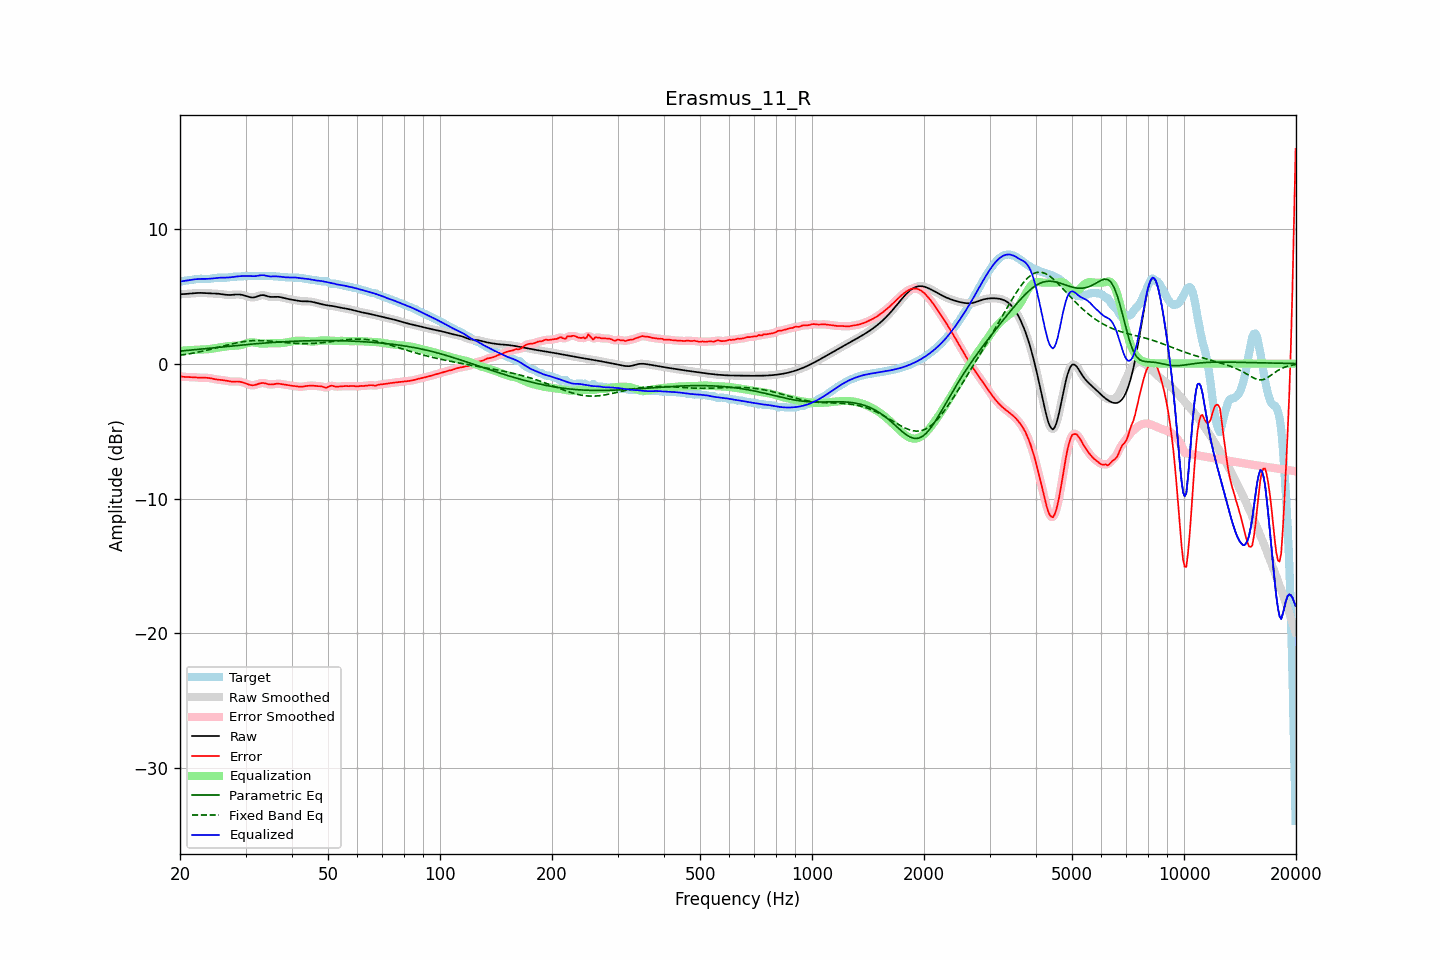 Erasmus_11_R
Amplitude (dBr)
10
0
−10
−20
−30
Target
Raw Smoothed
Error Smoothed
Raw
Error
Equalization
Parametric Eq
Fixed Band Eq
Equalized
20 50 100 200 500 1000 2000 5000 10000 20000
Frequency (Hz)